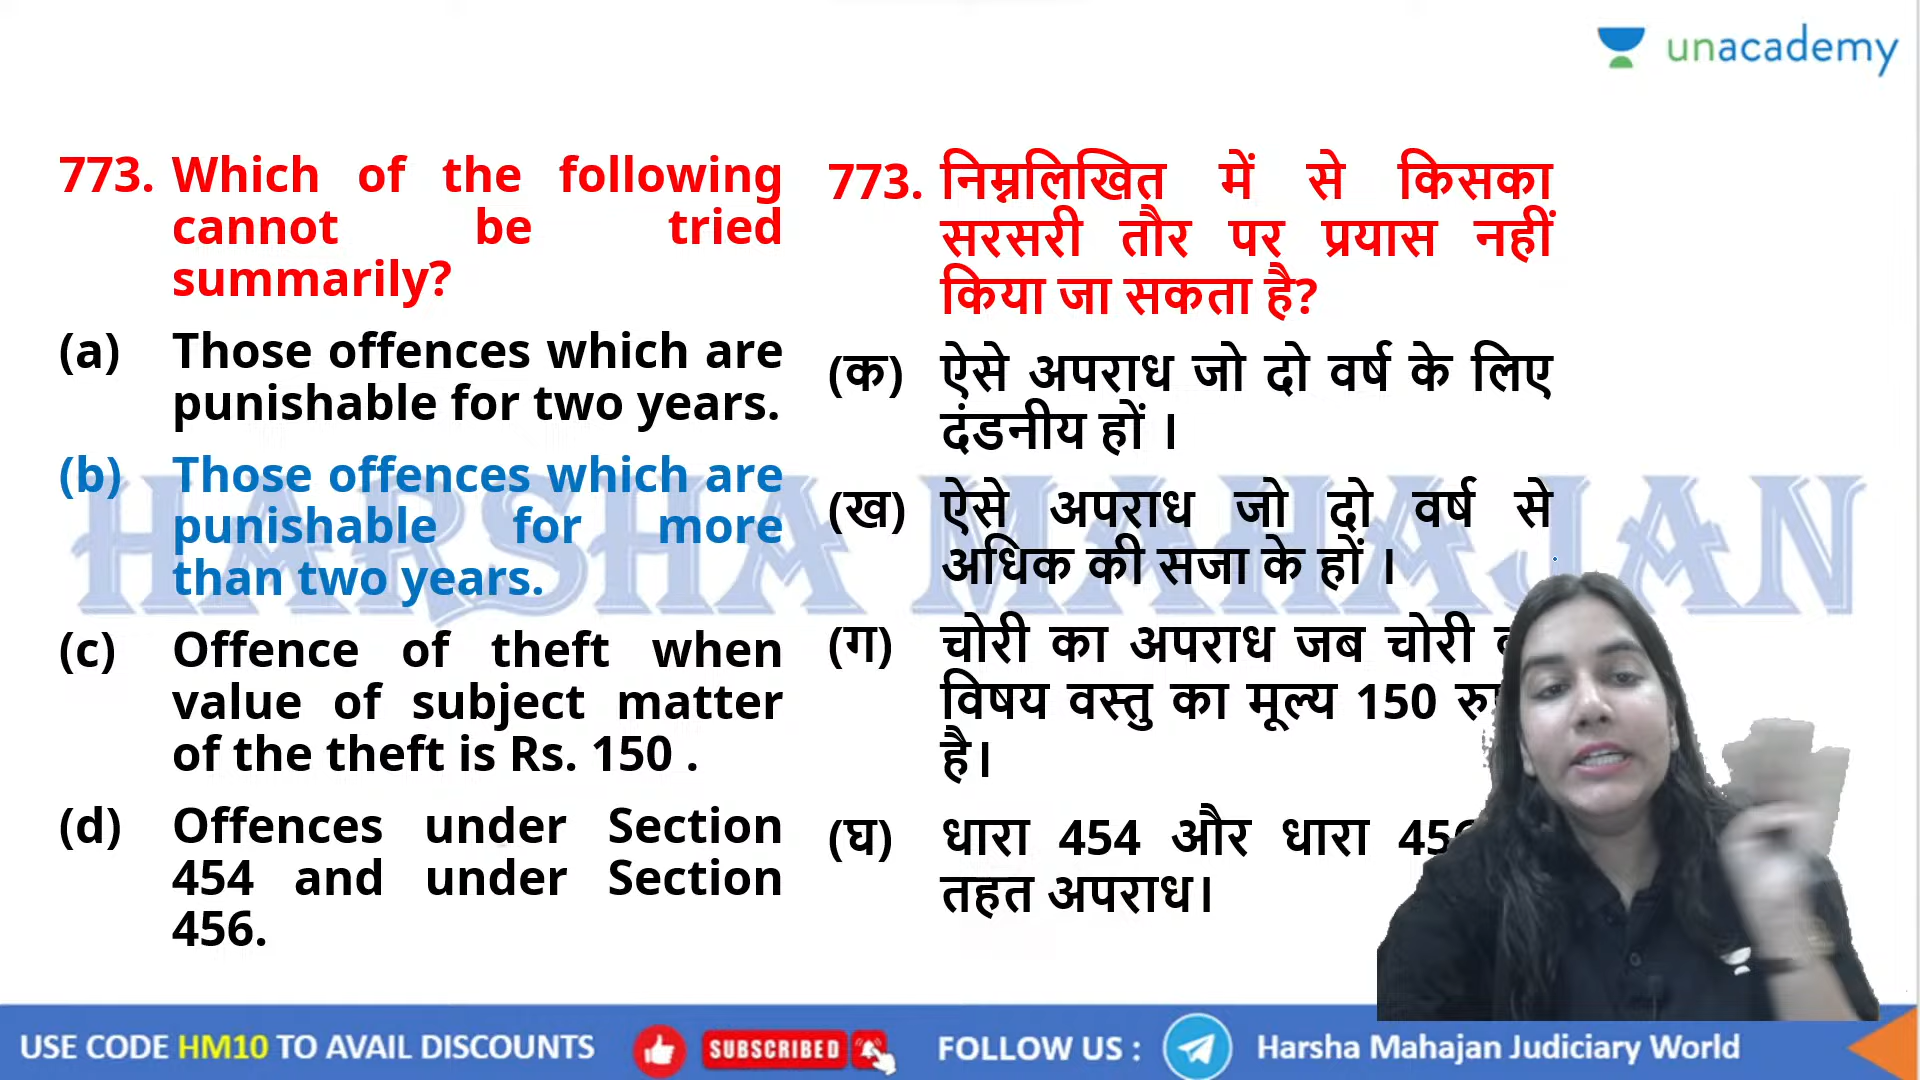 unacademy
773. Which of the following
cannot be tried
summarily?
(a) Those offences which are
punishable for two years.
(b) Those offences which are
punishable for more
than two years.
(c) Offence of theft when
value of subject matter
of the theft is Rs. 150 .
(d) Offences under Section
454 and under Section
456.
773. निम्नलिखित में से किसका
सरसरी तौर पर प्रयास नहीं
किया जा सकता है?
(क) ऐसे अपराध जो दो वर्ष के लिए
दंडनीय हों ।
(ख) ऐसे अपराध जो दो वर्ष से
अधिक की सजा के हों ।
(ग) चोरी का अपराध जब चोरी
विषय वस्तु का मूल्य 150
है।
(घ) धारा 454 और धारा
तहत अपराध।
HARSHA MAHAJAN
USE CODE HM10 TO AVAIL DISCOUNTS
SUBSCRIBED
FOLLOW US :
Harsha Mahajan Judiciary World